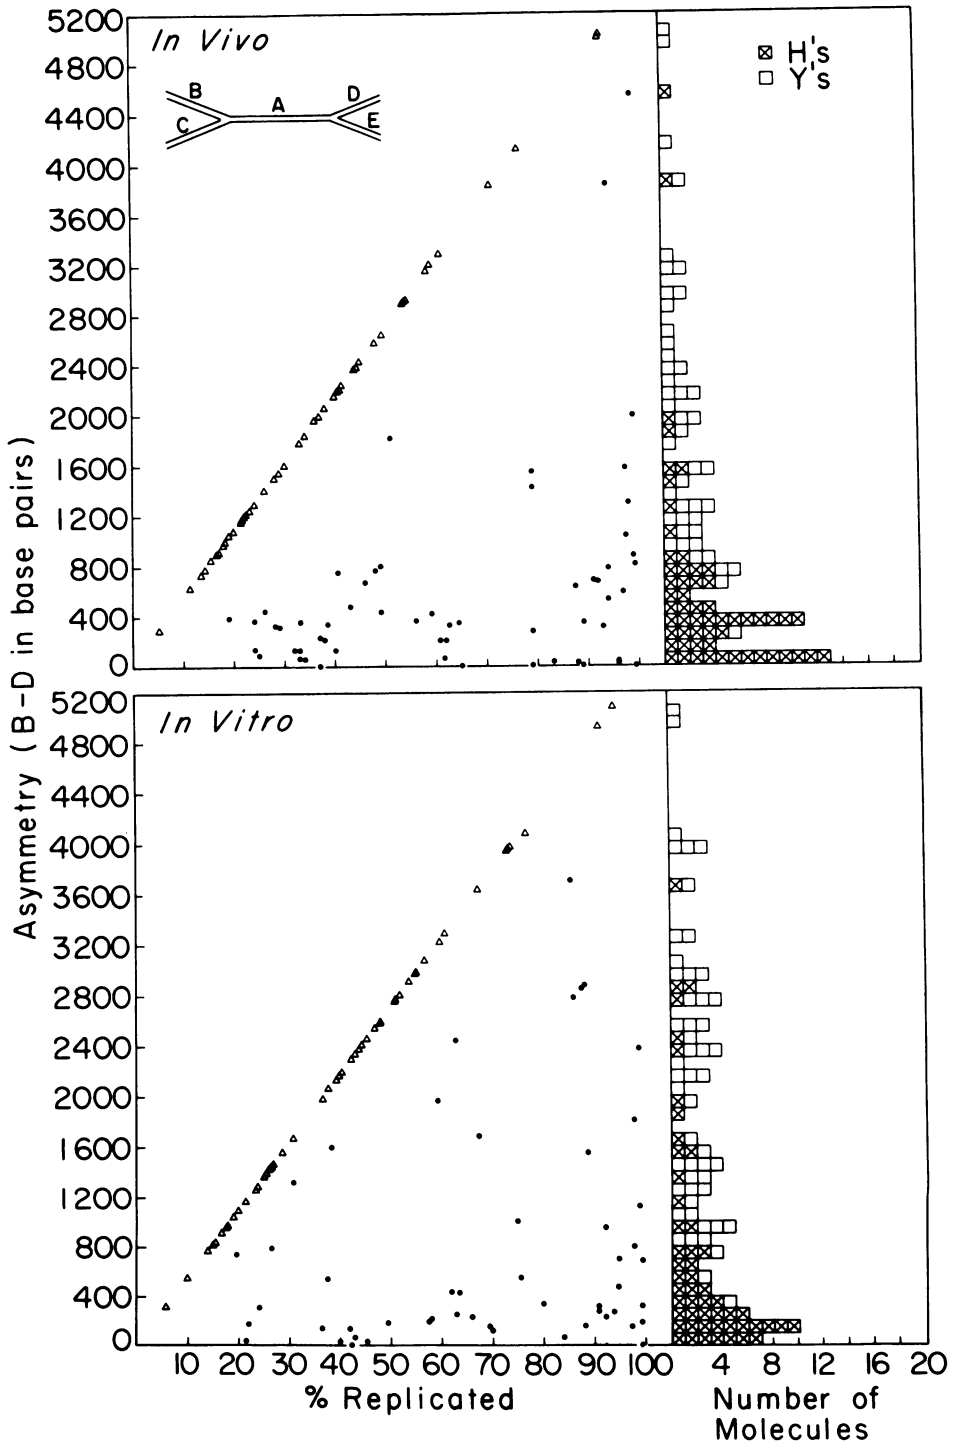 5200
In Vivo
H's
Y's
4800
B
A
D
4400
C
E
4000
3600
3200
2800
2400
2000
1600
1200
800
400
0
5200
In Vitro
4800
4400
4000
3600
3200
2800
2400
2000
1600
1200
800
400
0
Asymmetry (B-D in base pairs)
10 20 30 40 50 60 70 80 90 100 0 4 8 12 16 20
% Replicated
Number of
Molecules